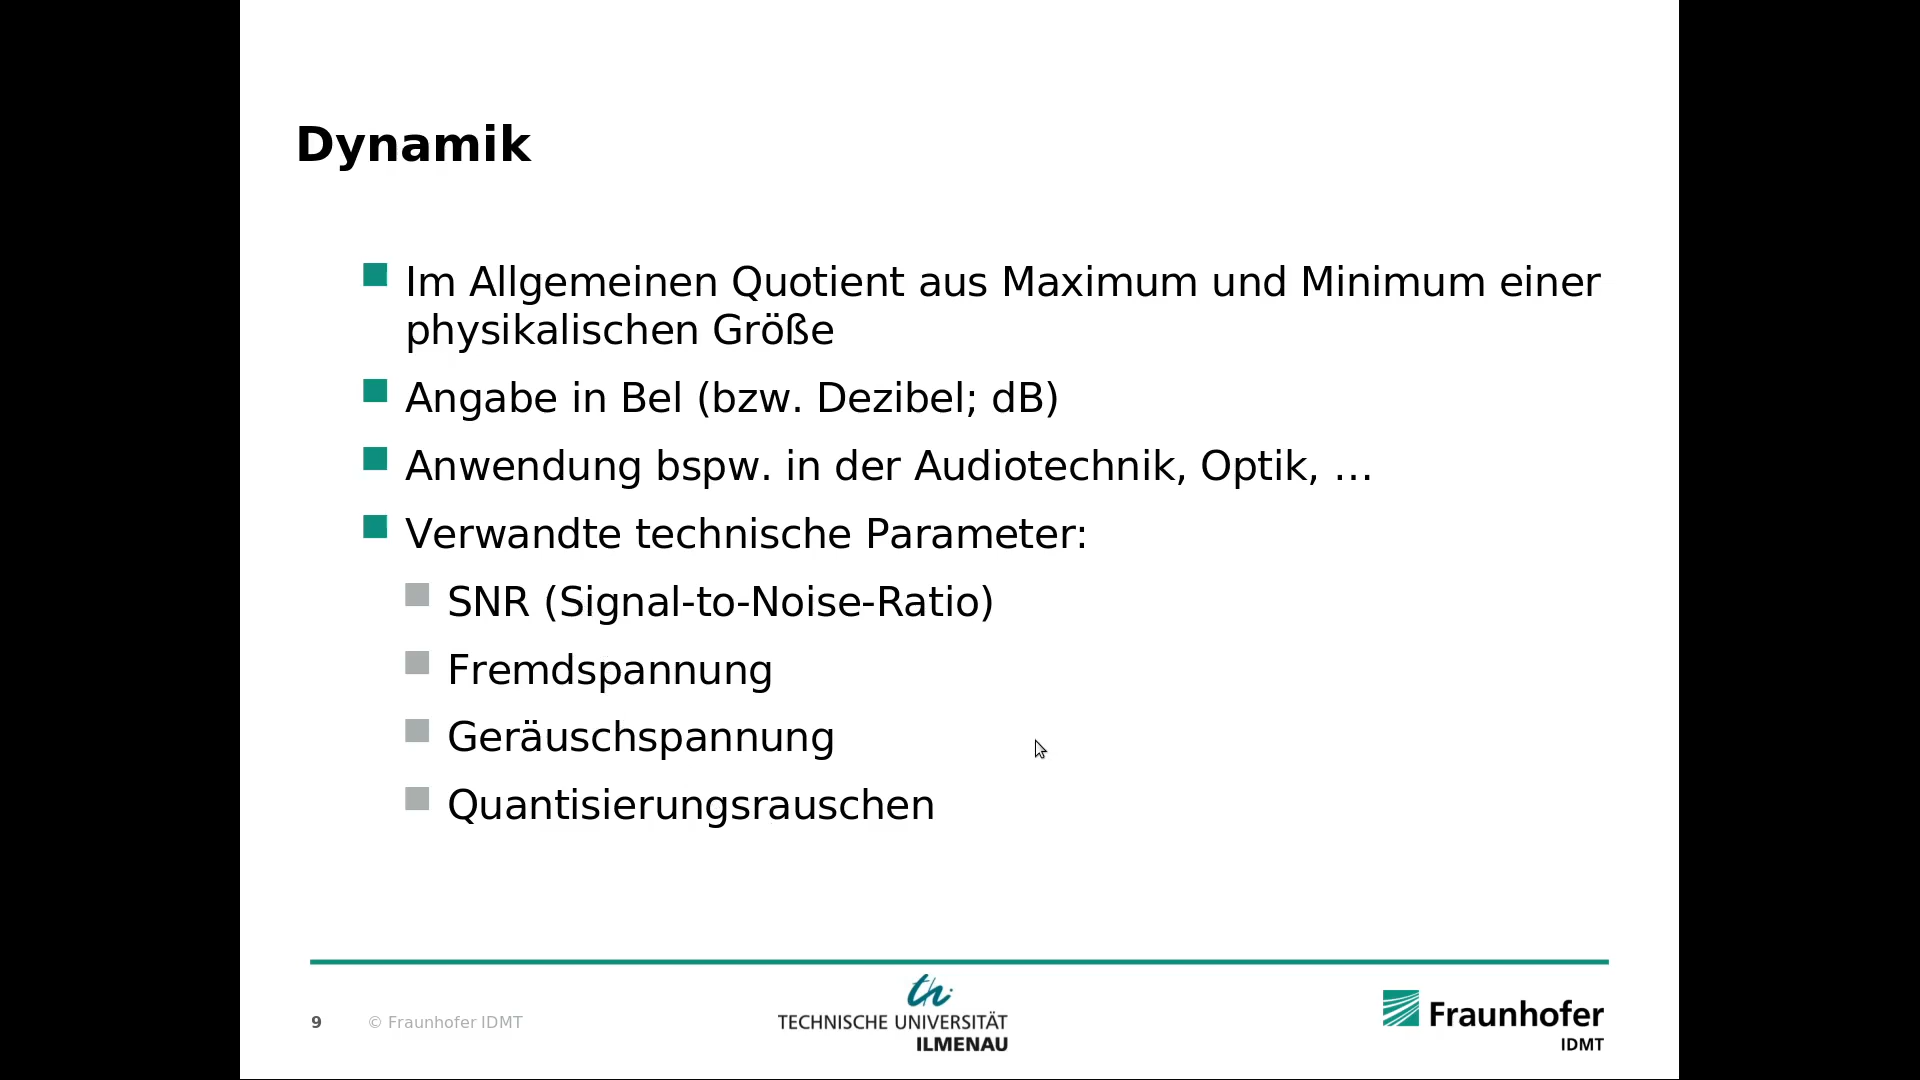 Dynamik
Im Allgemeinen Quotient aus Maximum und Minimum einer
physikalischen Größe
Angabe in Bel (bzw. Dezibel; dB)
Anwendung bspw. in der Audiotechnik, Optik, …
Verwandte technische Parameter:
SNR (Signal-to-Noise-Ratio)
Fremdspannung
Geräuschspannung
Quantisierungsrauschen
9
© Fraunhofer IDMT
th
TECHNISCHE UNIVERSITÄT
ILMENAU
Fraunhofer
IDMT